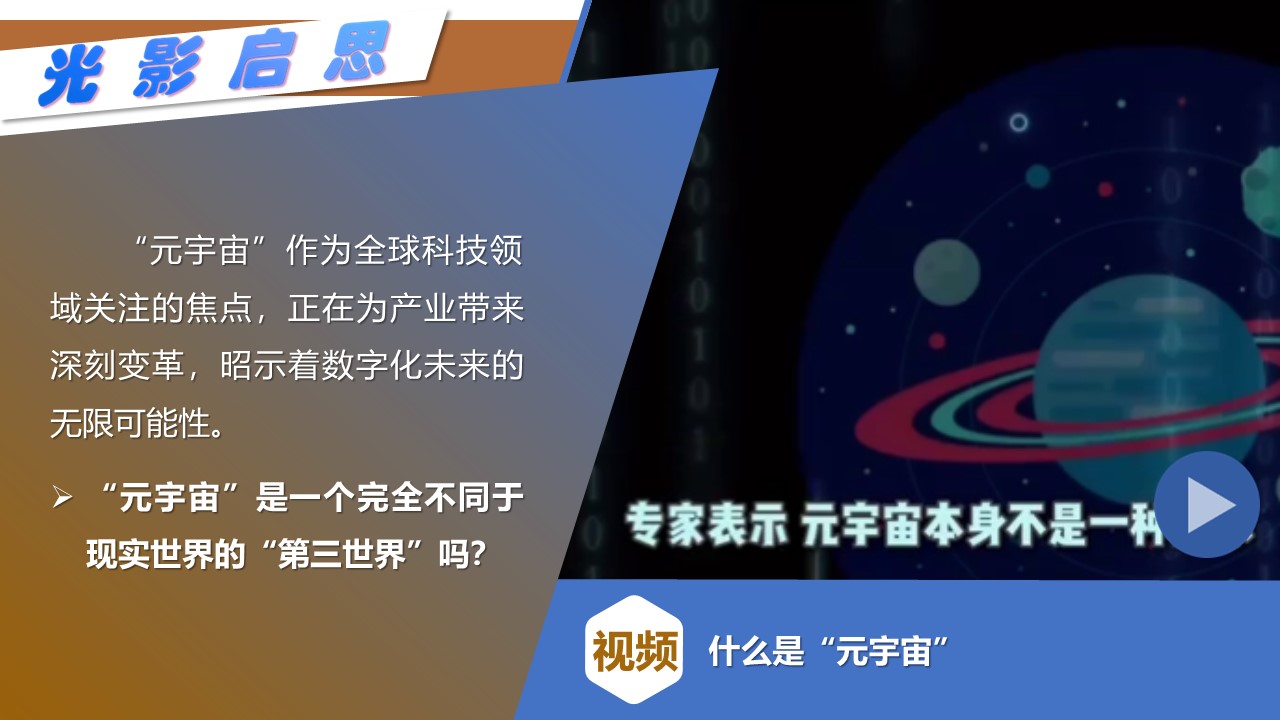 光影启思
“元宇宙”作为全球科技领
域关注的焦点，正在为产业带来
深刻变革，昭示着数字化未来的
无限可能性。
“元宇宙”是一个完全不同于
现实世界的“第三世界”吗？
专家表示 元宇宙本身不是一种
视频
什么是“元宇宙”